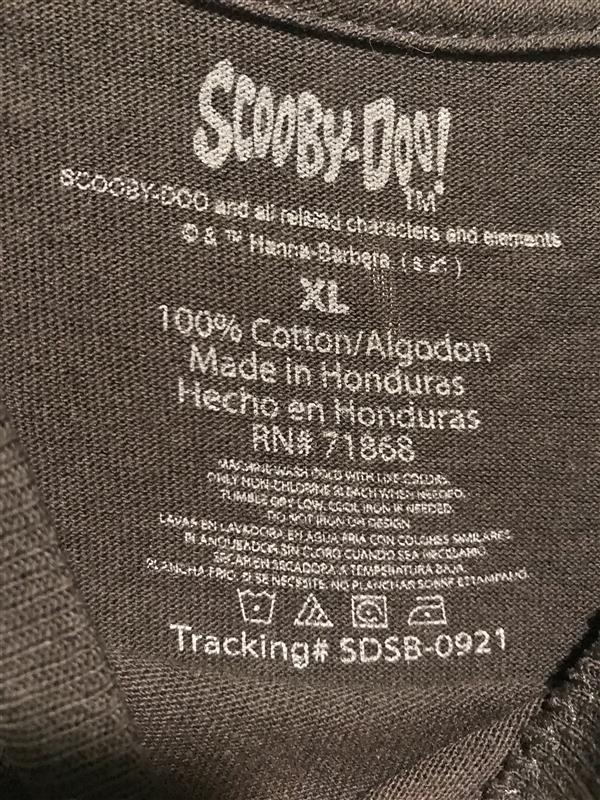 SCOOBY-DOO!
TM
SCOOBY-DOO and all related characters and elements
© & ™ Hanna-Barbera. (s21)
XL
100% Cotton/Algodon
Made in Honduras
Hecho en Honduras
RN# 71868
MACHINE WASH COLD WITH LIKE COLORS.
ONLY NON-CHLORINE BLEACH WHEN NEEDED.
TUMBLE DRY LOW. COOL IRON IF NEEDED.
DO NOT IRON ON DESIGN
LAVAR EN LAVADORA EN AGUA FRIA CON COLORES SIMILARES.
BLANQUEADOR SIN CLORO CUANDO SEA NECESARIO.
SECAR EN SECADORA A TEMPERATURA BAJA.
PLANCHA FRIO, SI SE NECESITE. NO PLANCHAR SOBRE ESTAMPADO.
Tracking# SDSB-0921